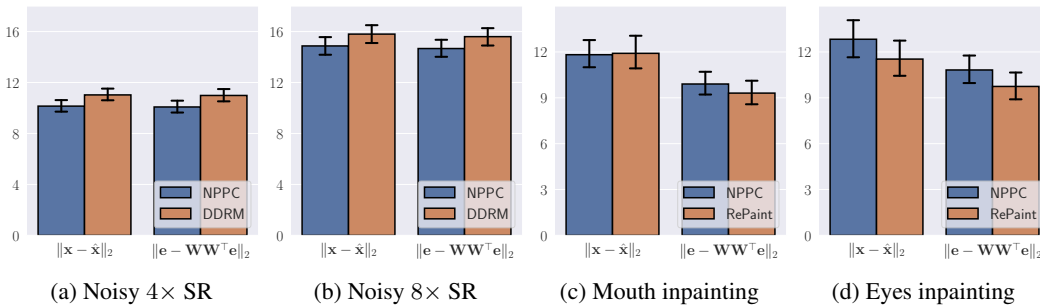 16
12
8
4
0
NPPC
DDRM
‖x − x̂‖₂ ‖e − WW⊤e‖₂
(a) Noisy 4× SR
16
12
8
4
0
NPPC
DDRM
‖x − x̂‖₂ ‖e − WW⊤e‖₂
(b) Noisy 8× SR
12
9
6
3
0
NPPC
RePaint
‖x − x̂‖₂ ‖e − WW⊤e‖₂
(c) Mouth inpainting
12
9
6
3
0
NPPC
RePaint
‖x − x̂‖₂ ‖e − WW⊤e‖₂
(d) Eyes inpainting